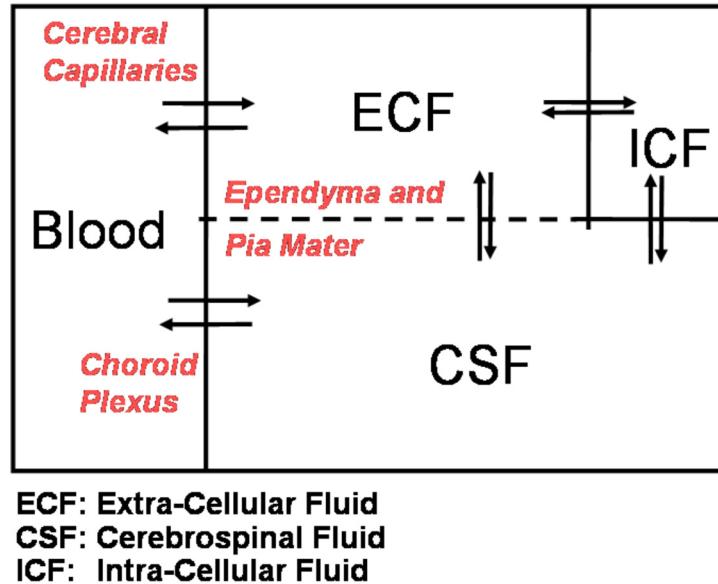 Cerebral
Capillaries
ECF
ICF
Ependyma and
Blood
Pia Mater
Choroid
Plexus
CSF
ECF: Extra-Cellular Fluid
CSF: Cerebrospinal Fluid
ICF: Intra-Cellular Fluid